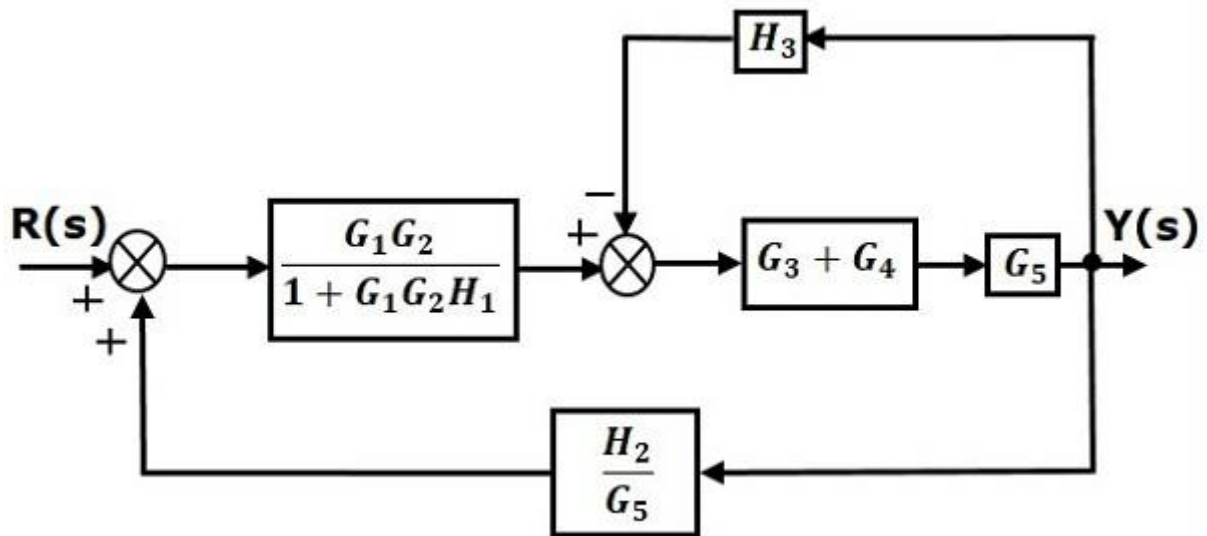 H₃
−
R(s)
+
+
G₁G₂
1 + G₁G₂H₁
+
G₃ + G₄
G₅
Y(s)
H₂
G₅